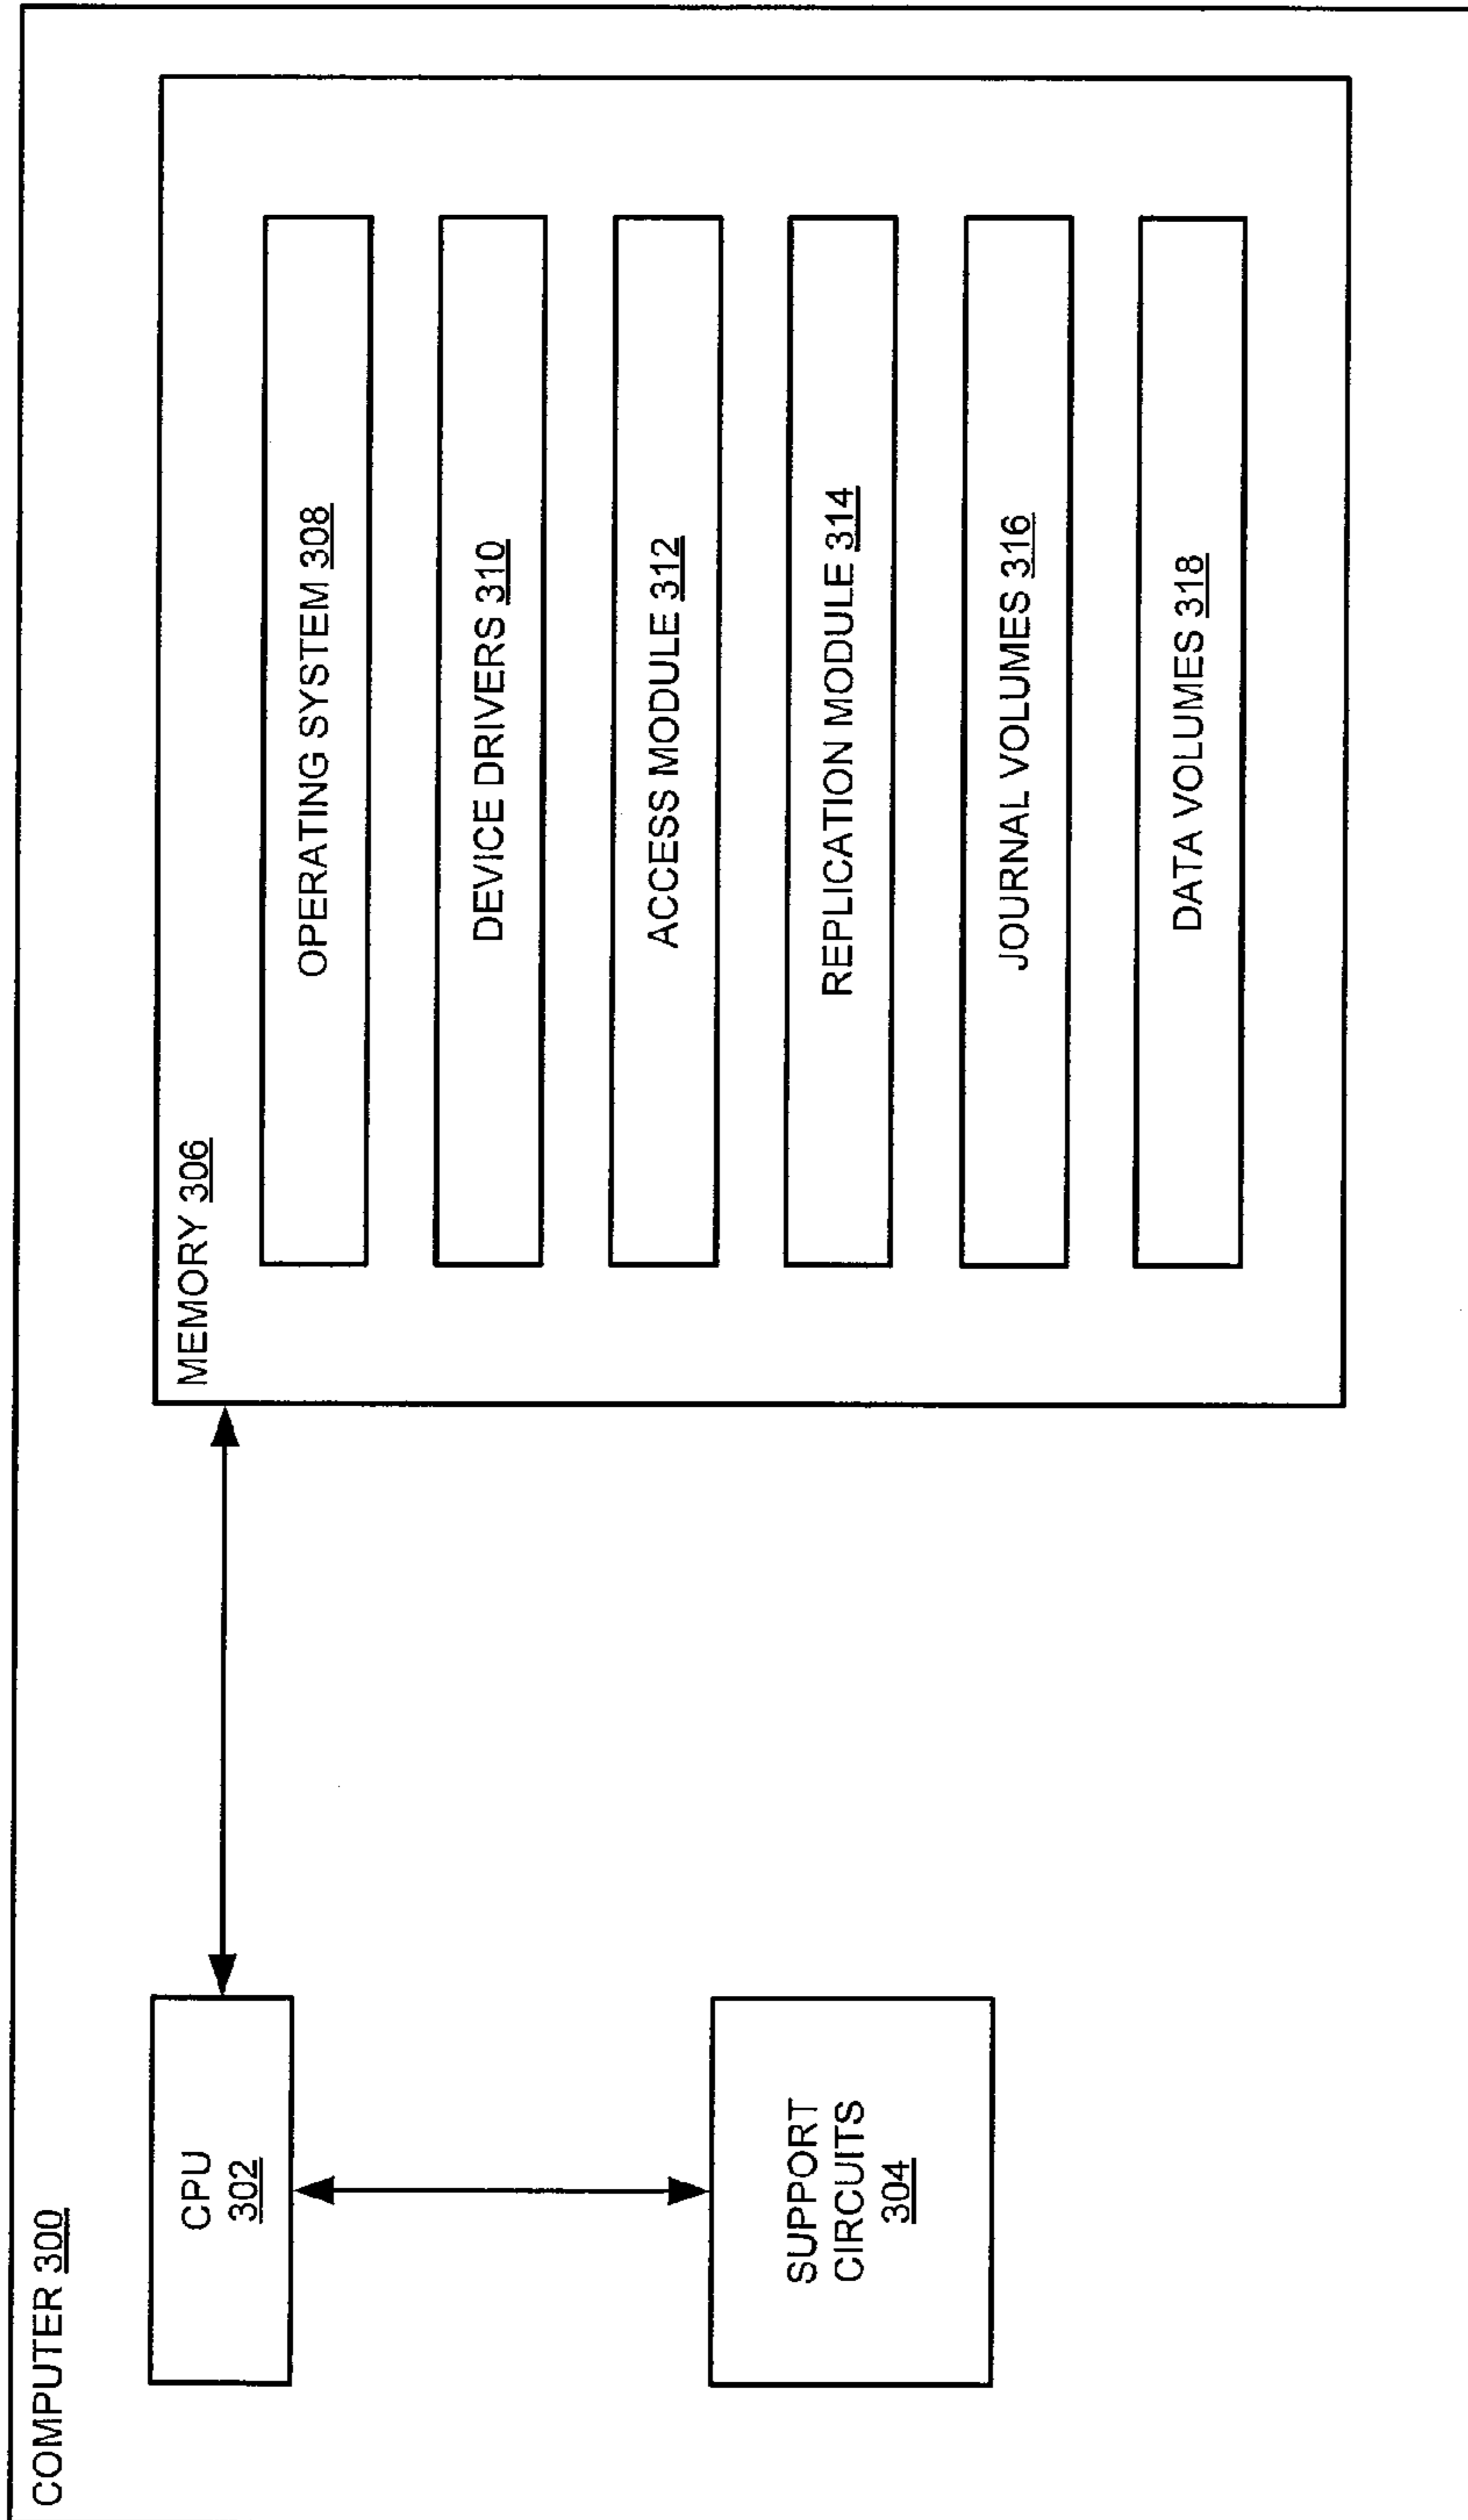 COMPUTER 300
CPU
302
SUPPORT
CIRCUITS
304
MEMORY 306
OPERATING SYSTEM 308
DEVICE DRIVERS 310
ACCESS MODULE 312
REPLICATION MODULE 314
JOURNAL VOLUMES 316
DATA VOLUMES 318